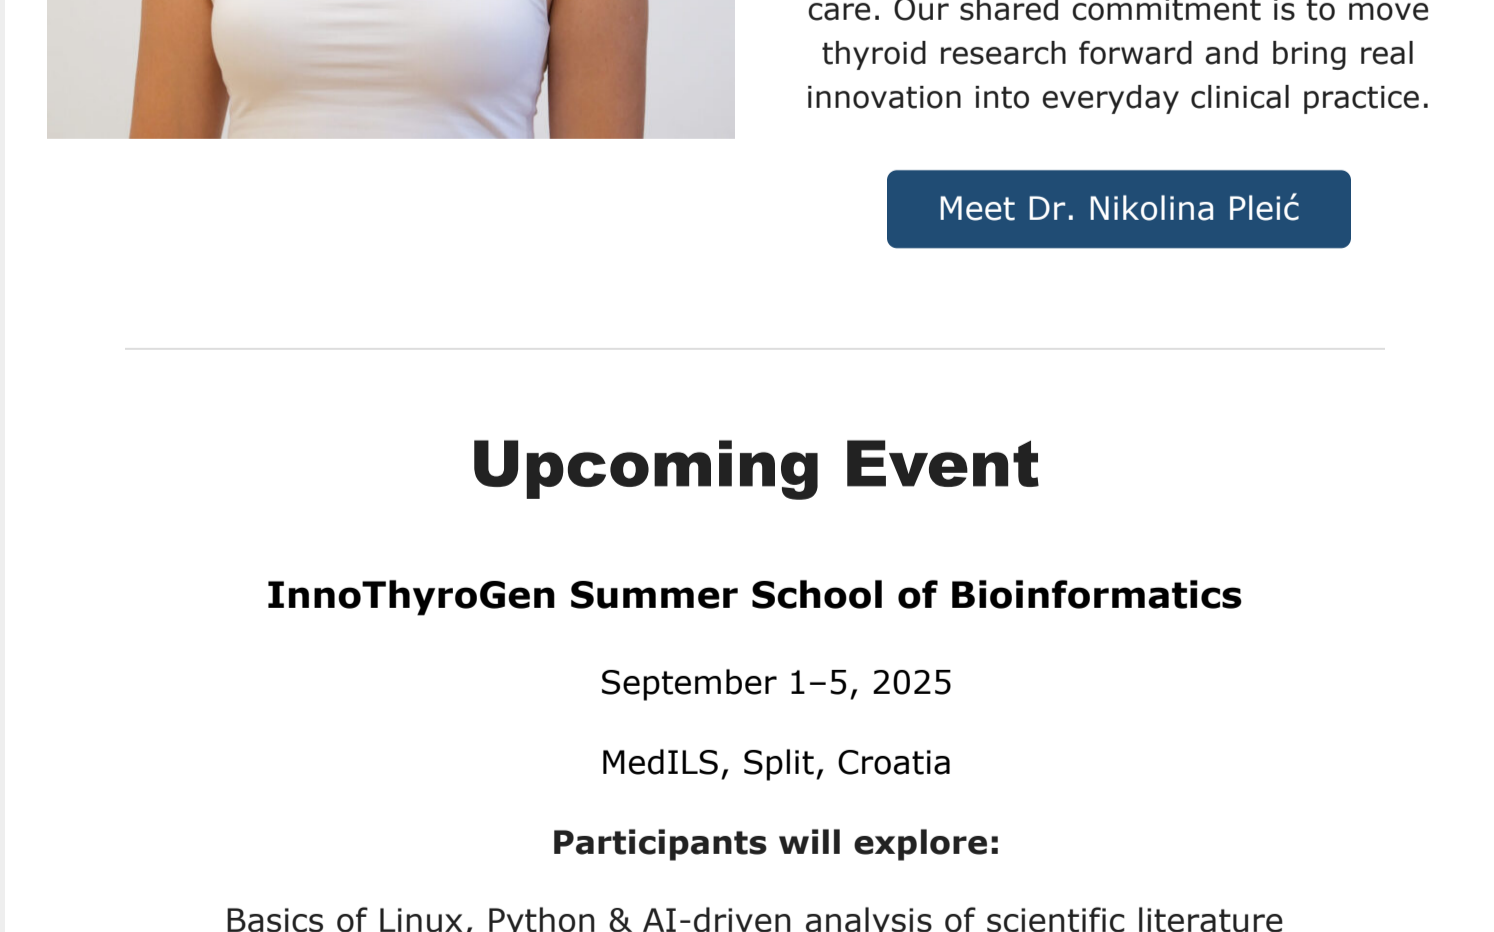 care. Our shared commitment is to move
thyroid research forward and bring real
innovation into everyday clinical practice.
Meet Dr. Nikolina Pleić
Upcoming Event
InnoThyroGen Summer School of Bioinformatics
September 1–5, 2025
MedILS, Split, Croatia
Participants will explore:
Basics of Linux, Python & AI-driven analysis of scientific literature